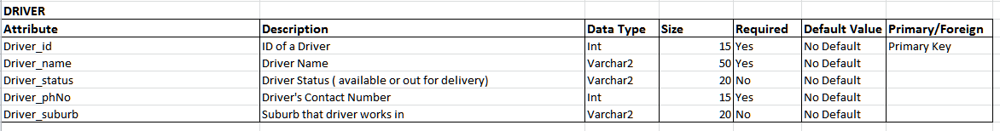 DRIVER
Attribute Description Data Type Size Required Default Value Primary/Foreign
Driver_id ID of a Driver Int 15 Yes No Default Primary Key
Driver_name Driver Name Varchar2 50 Yes No Default
Driver_status Driver Status ( available or out for delivery) Varchar2 20 No No Default
Driver_phNo Driver's Contact Number Int 15 Yes No Default
Driver_suburb Suburb that driver works in Varchar2 20 No No Default